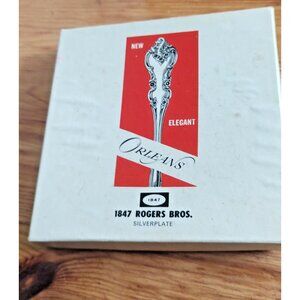 NEW
ELEGANT
ORLEANS
1847
1847 ROGERS BROS.
SILVERPLATE